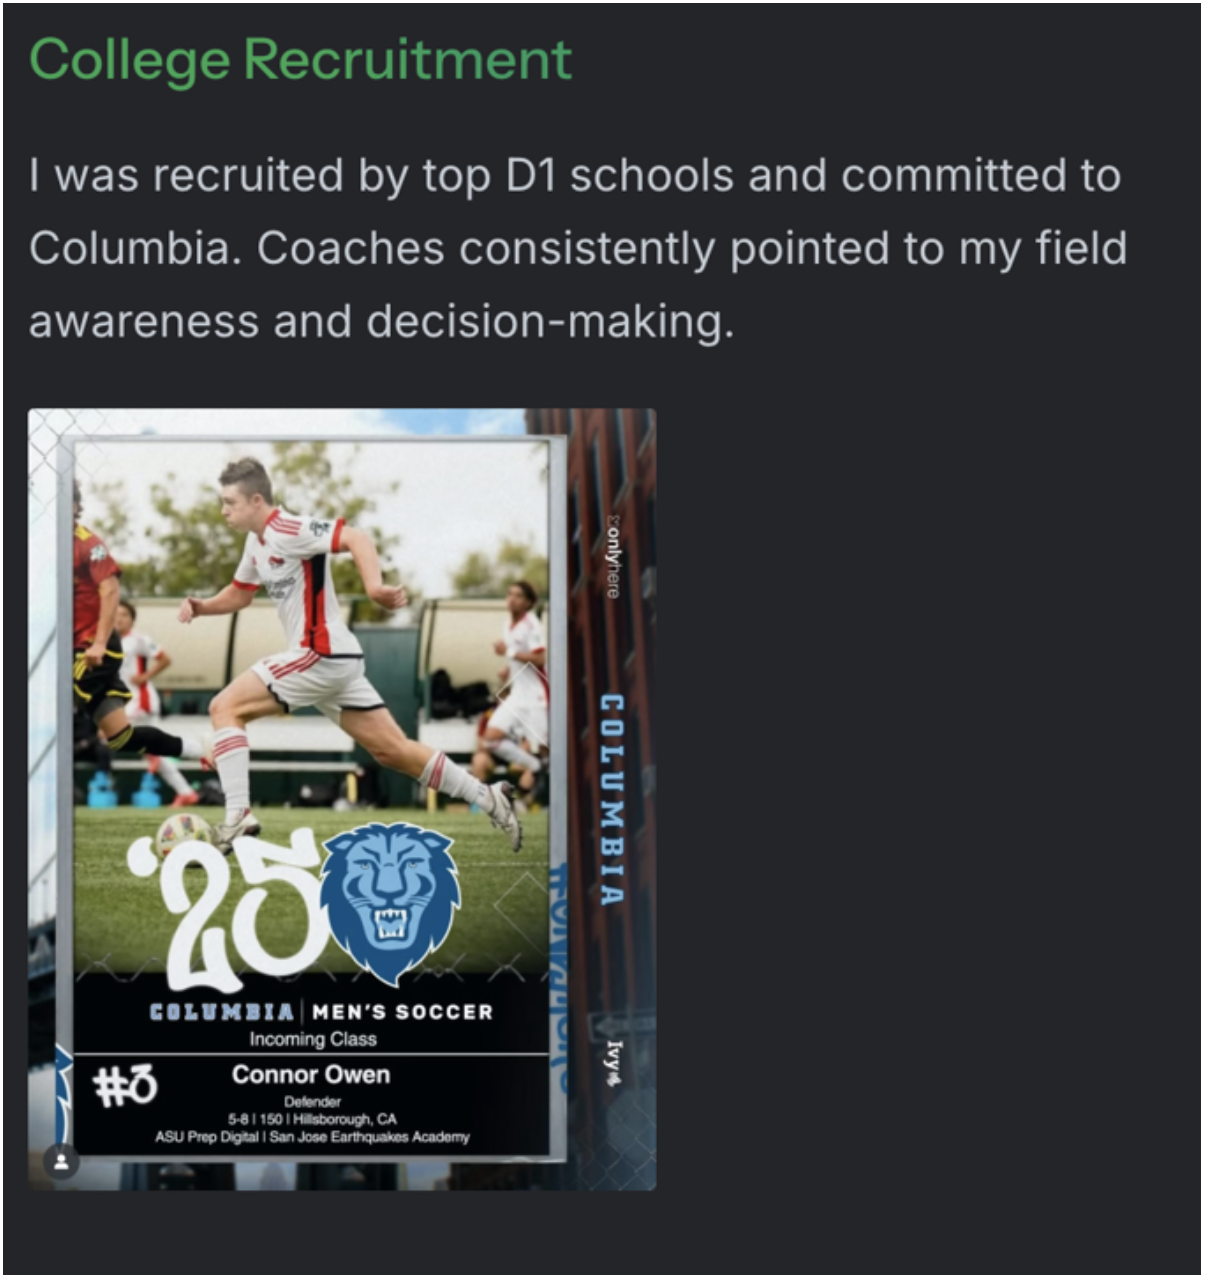 College Recruitment
I was recruited by top D1 schools and committed to
Columbia. Coaches consistently pointed to my field
awareness and decision-making.
onlyhere
COLUMBIA
Ivy
'25
COLUMBIA | MEN'S SOCCER
Incoming Class
#3
Connor Owen
Defender
5-8 | 150 | Hillsborough, CA
ASU Prep Digital | San Jose Earthquakes Academy